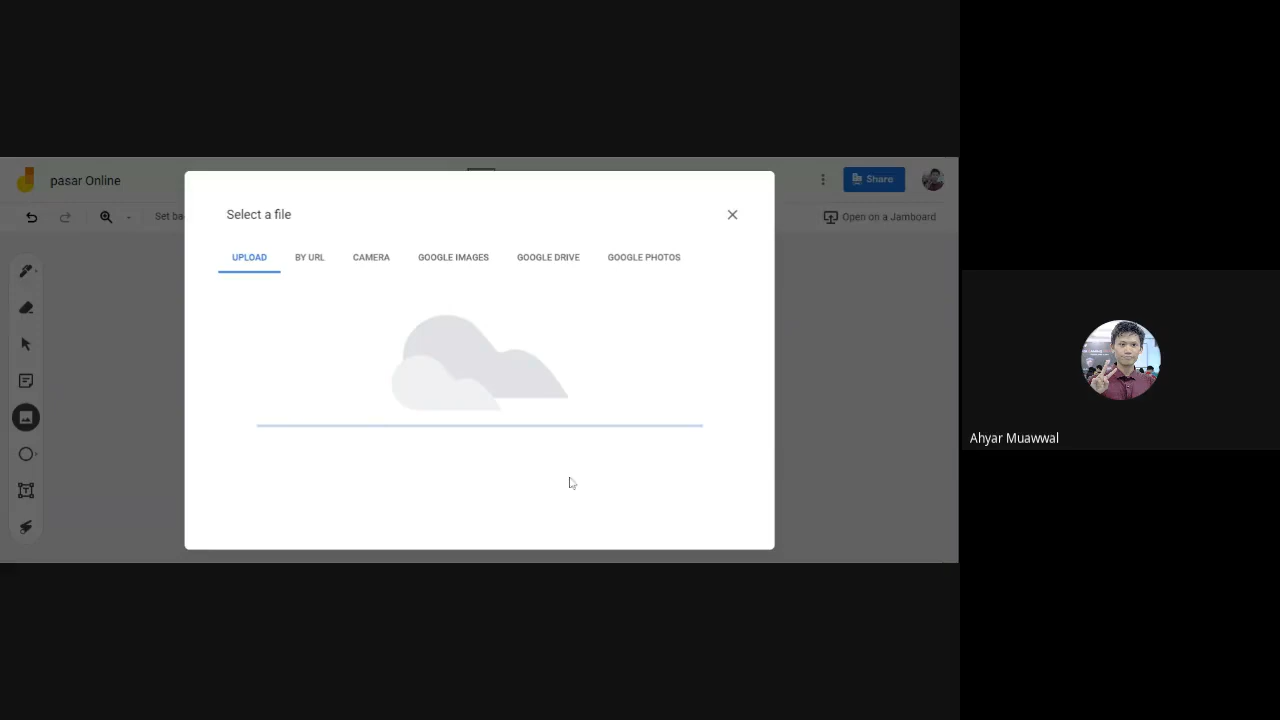 pasar Online
Share
Set ba
Open on a Jamboard
Select a file
UPLOAD
BY URL
CAMERA
GOOGLE IMAGES
GOOGLE DRIVE
GOOGLE PHOTOS
Ahyar Muawwal